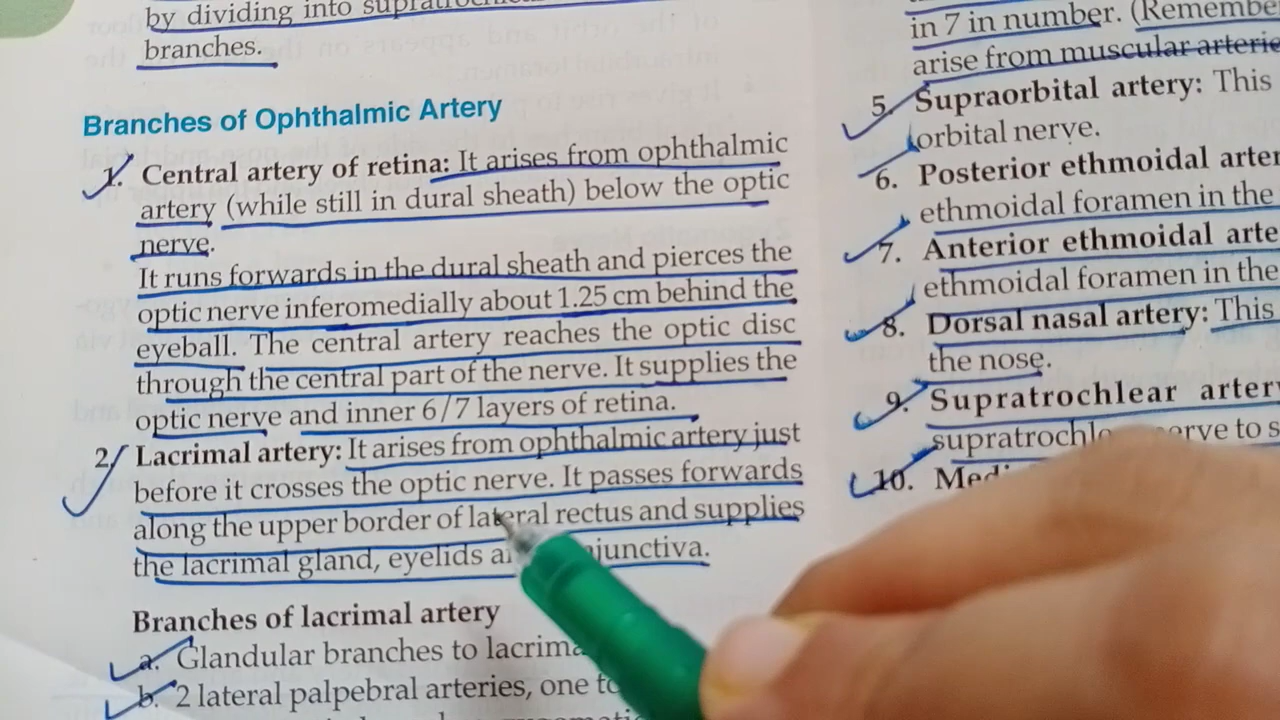 by dividing into
branches.
Branches of Ophthalmic Artery
1. Central artery of retina: It arises from ophthalmic
artery (while still in dural sheath) below the optic
nerve.
It runs forwards in the dural sheath and pierces the
optic nerve inferomedially about 1.25 cm behind the
eyeball. The central artery reaches the optic disc
through the central part of the nerve. It supplies the
optic nerve and inner 6/7 layers of retina.
2. Lacrimal artery: It arises from ophthalmic artery just
before it crosses the optic nerve. It passes forwards
along the upper border of lateral rectus and supplies
the lacrimal gland, eyelids
Branches of lacrimal artery
a. Glandular branches to
b. 2 lateral palpebral arteries, one
in 7 in number. (Remembe
arise from muscular arterie
5. Supraorbital artery: This
orbital nerve.
6. Posterior ethmoidal arter
ethmoidal foramen in the
7. Anterior ethmoidal arte
ethmoidal foramen in the
8. Dorsal nasal artery: This
the nose.
9. Supratrochlear artery
to s
10.